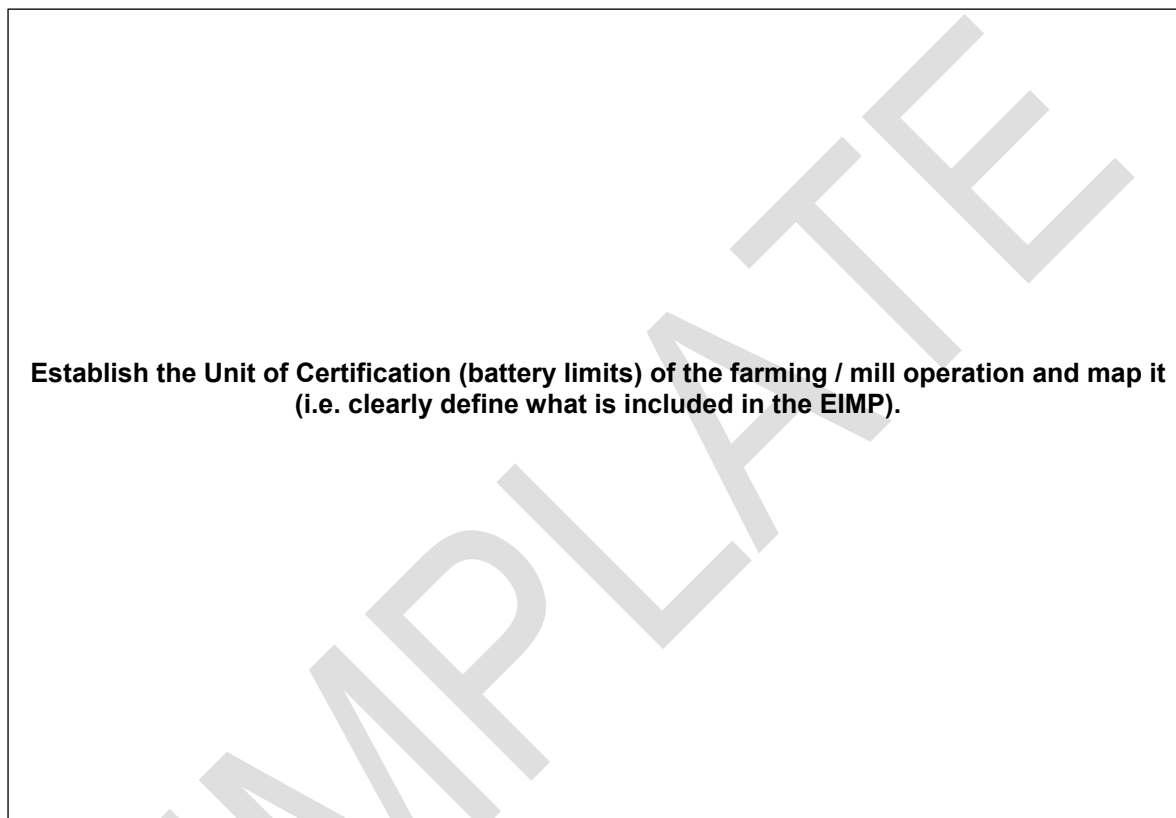 Establish the Unit of Certification (battery limits) of the farming / mill operation and map it
(i.e. clearly define what is included in the EIMP).
MPLATE